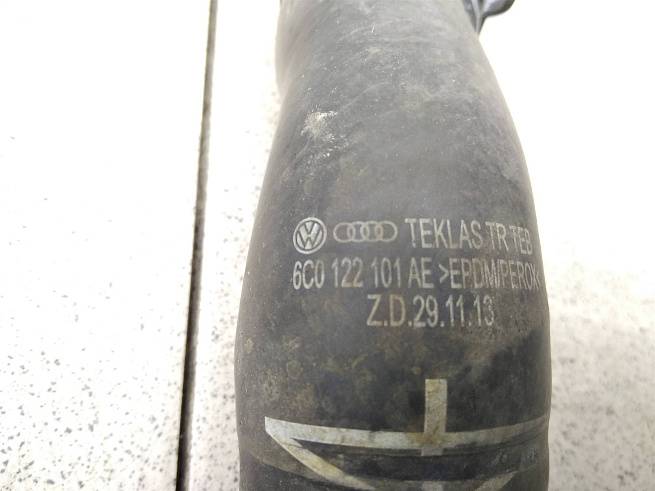 TEKLAS TR TEB
6C0 122 101 AE >EPDM/PEROX<
Z.D.29.11.13